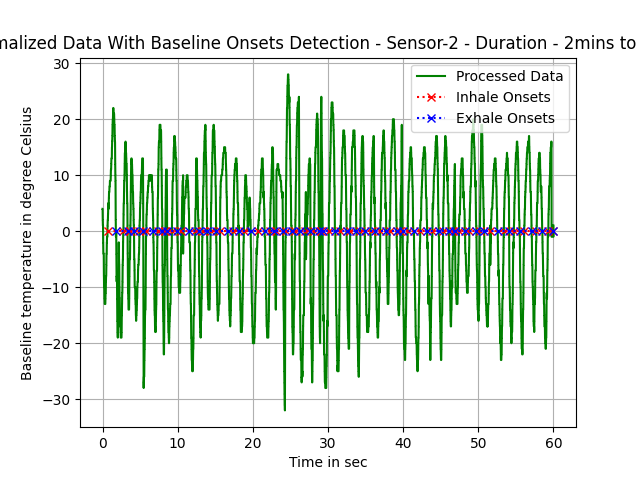 malized Data With Baseline Onsets Detection - Sensor-2 - Duration - 2mins to
Processed Data
Inhale Onsets
Exhale Onsets
Baseline temperature in degree Celsius
30
20
10
0
−10
−20
−30
0
10
20
30
40
50
60
Time in sec